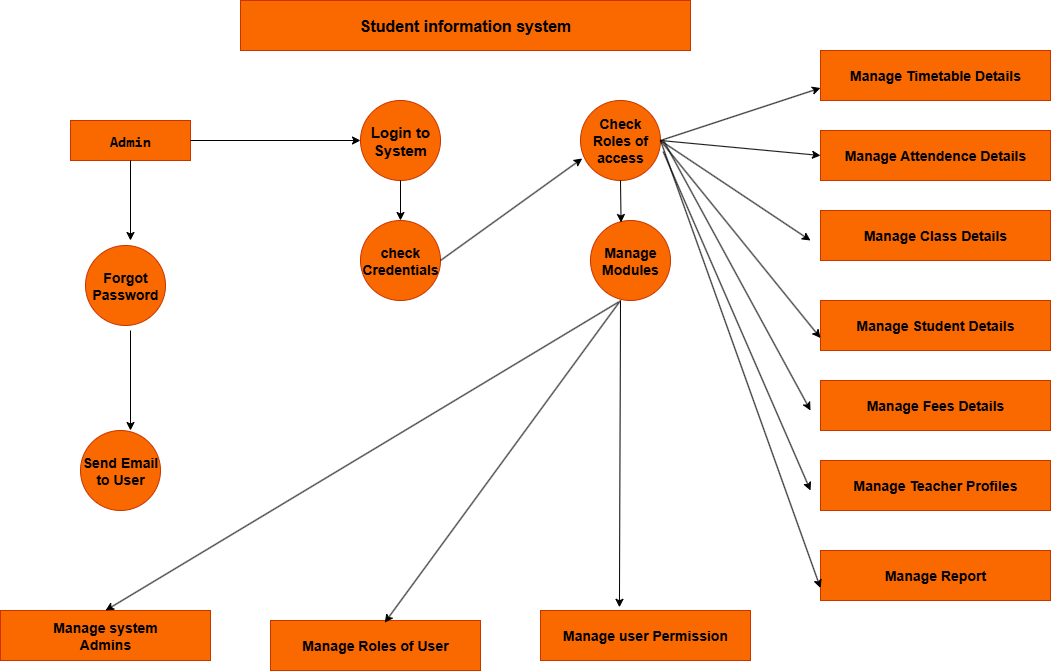 Student information system
Manage Timetable Details
Admin
Login to
System
Check
Roles of
access
Manage Attendence Details
Manage Class Details
Forgot
Password
check
Credentials
Manage
Modules
Manage Student Details
Manage Fees Details
Send Email
to User
Manage Teacher Profiles
Manage Report
Manage system
Admins
Manage Roles of User
Manage user Permission